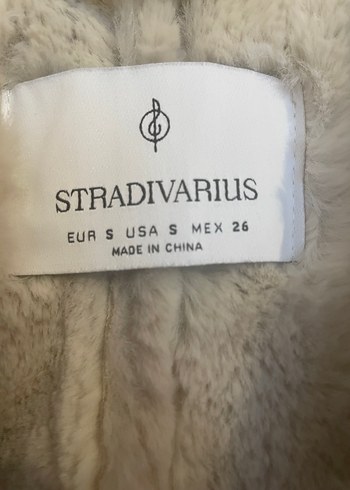 STRADIVARIUS
EUR S USA S MEX 26
MADE IN CHINA